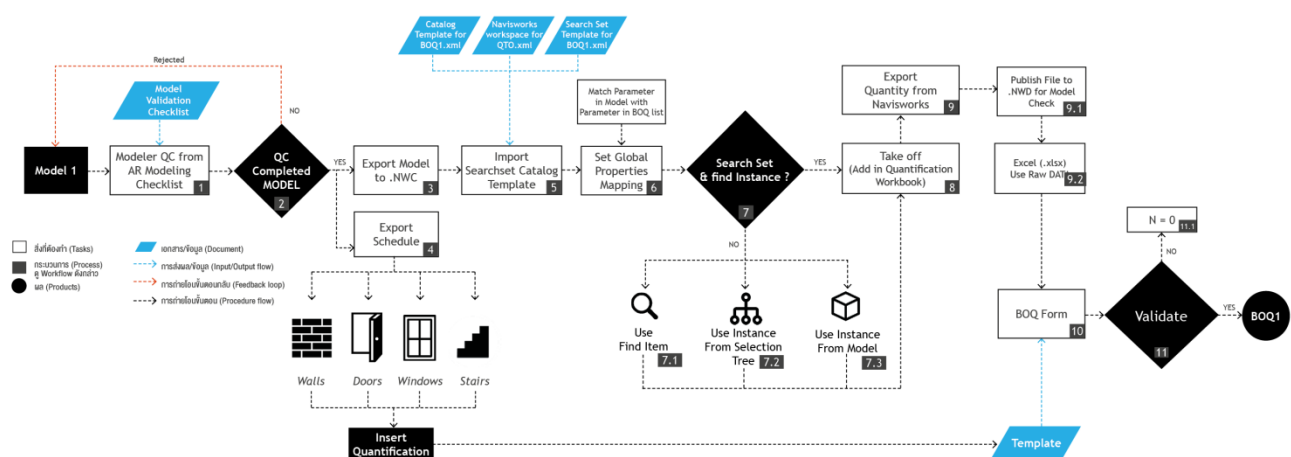 Catalog
Template for
BOQ1.xml
Navisworks
workspace for
QTO.xml
Search Set
Template for
BOQ1.xml
Rejected
Model
Validation
Checklist
NO
Match Parameter
in Model with
Parameter in BOQ list
Export
Quantity from
Navisworks
9
Publish File to
.NWD for Model
Check
9.1
Model 1
Modeler QC from
AR Modeling
Checklist
1
QC
Completed
MODEL
2
YES
Export Model
to .NWC
3
Import
Searchset Catalog
Template
5
Set Global
Properties
Mapping
6
Search Set
& find Instance ?
7
YES
Take off
(Add in Quantification
Workbook)
8
Excel (.xlsx)
Use Raw DATA
9.2
Export
Schedule
4
NO
N = 0
11.1
NO
สิ่งที่ต้องทำ (Tasks)
กระบวนการ (Process)
ดู Workflow ดังกล่าว
ผล (Products)
เอกสาร/ข้อมูล (Document)
การส่งผล/ข้อมูล (Input/Output flow)
การถ่ายโอนขั้นตอนกลับ (Feedback loop)
การถ่ายโอนขั้นตอน (Procedure flow)
Use
Find Item
7.1
Use Instance
From Selection
Tree
7.2
Use Instance
From Model
7.3
BOQ Form
10
Validate
11
YES
BOQ1
Walls
Doors
Windows
Stairs
Insert
Quantification
Template